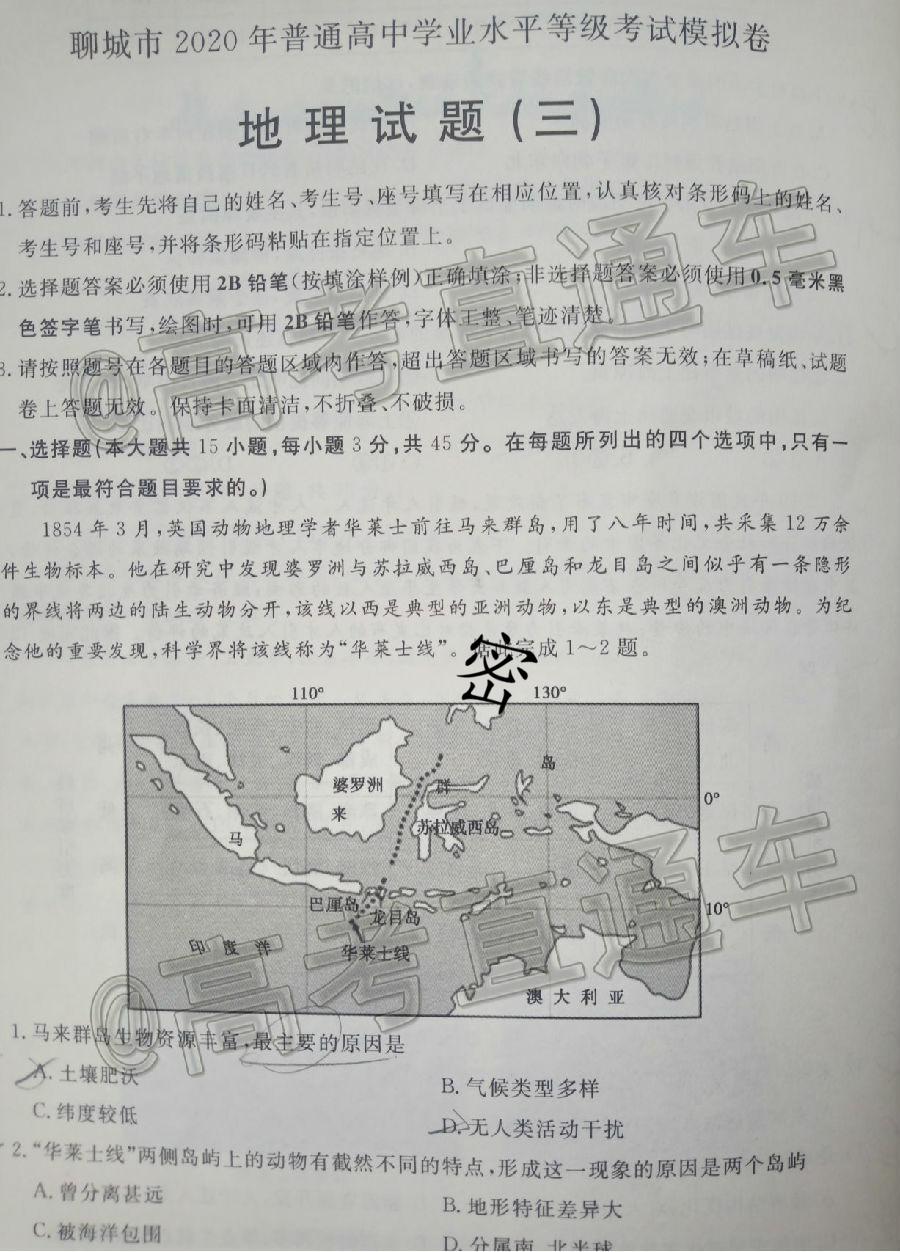 聊城市 2020 年普通高中学业水平等级考试模拟卷
地理试题(三)
1.答题前,考生先将自己的姓名、考生号、座号填写在相应位置,认真核对条形码上的姓名、
考生号和座号,并将条形码粘贴在指定位置上。
2.选择题答案必须使用2B铅笔(按填涂样例)正确填涂;非选择题答案必须使用0.5毫米黑
色签字笔书写,绘图时,可用2B铅笔作答,字体工整、笔迹清楚。
3.请按照题号在各题目的答题区域内作答,超出答题区域书写的答案无效;在草稿纸、试题
卷上答题无效。保持卡面清洁,不折叠、不破损。
一、选择题(本大题共 15 小题,每小题 3 分,共 45 分。在每题所列出的四个选项中,只有一
项是最符合题目要求的。)
1854 年 3 月,英国动物地理学者华莱士前往马来群岛,用了八年时间,共采集 12 万余
件生物标本。他在研究中发现婆罗洲与苏拉威西岛、巴厘岛和龙目岛之间似乎有一条隐形
的界线将两边的陆生动物分开,该线以西是典型的亚洲动物,以东是典型的澳洲动物。为纪
念他的重要发现,科学界将该线称为“华莱士线”。 此完成 1～2 题。
密
110° 130°
岛
婆罗洲 群
来
0°
苏拉威西岛
马
巴厘岛
龙目岛
10°
印度洋
华莱士线
澳大利亚
@高考直通车
@高考直通车
1.马来群岛生物资源丰富,最主要的原因是
A.土壤肥沃
B.气候类型多样
C.纬度较低
D.无人类活动干扰
2.“华莱士线”两侧岛屿上的动物有截然不同的特点,形成这一现象的原因是两个岛屿
A.曾分离甚远
B.地形特征差异大
C.被海洋包围
D.分属南、北半球